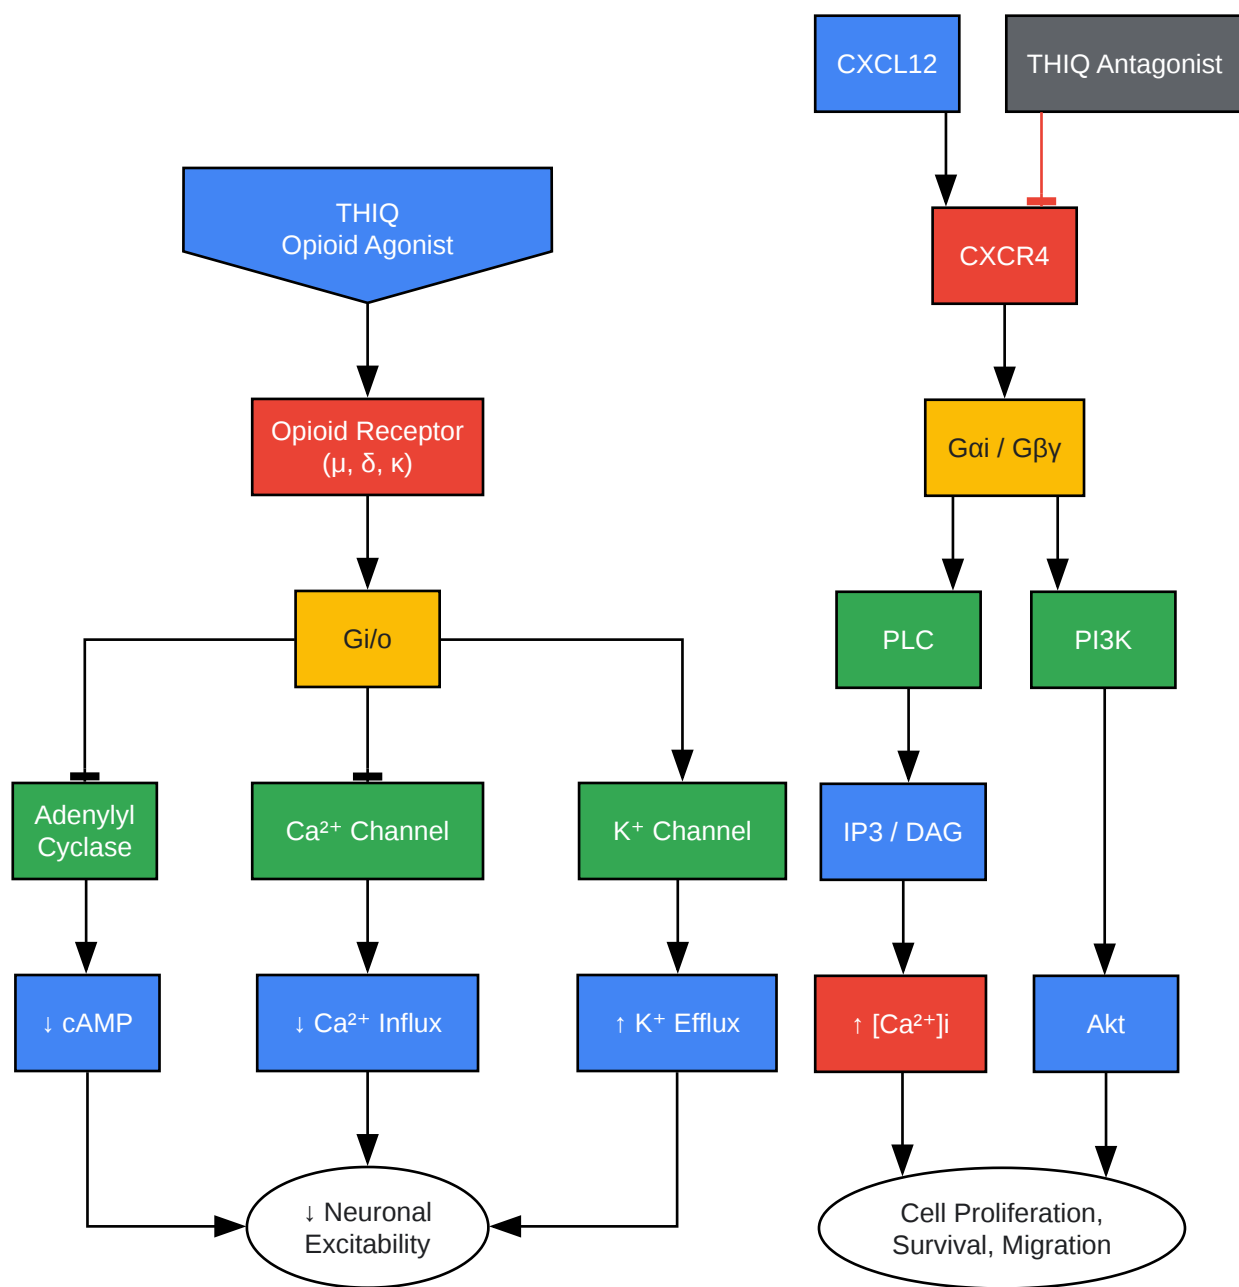 CXCL12
THIQ Antagonist
THIQ
Opioid Agonist
CXCR4
Opioid Receptor
(μ, δ, κ)
Gαi / Gβγ
Gi/o
PLC
PI3K
Adenylyl
Cyclase
Ca²⁺ Channel
K⁺ Channel
IP3 / DAG
↓ cAMP
↓ Ca²⁺ Influx
↑ K⁺ Efflux
↑ [Ca²⁺]i
Akt
↓ Neuronal
Excitability
Cell Proliferation,
Survival, Migration